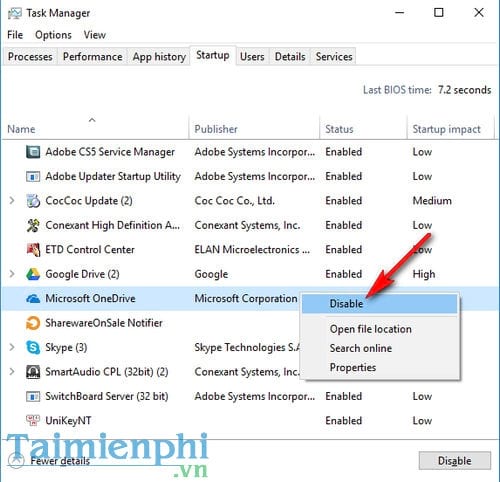 Task Manager
File Options View
Processes Performance App history Startup Users Details Services
Last BIOS time: 7.2 seconds
Name Publisher Status Startup impact
Adobe CS5 Service Manager Adobe Systems Incorpor... Enabled Low
Adobe Updater Startup Utility Adobe Systems Incorpor... Enabled Low
CocCoc Update (2) Coc Coc Co., Ltd. Enabled Medium
Conexant High Definition A... Conexant Systems, Inc. Enabled Low
ETD Control Center ELAN Microelectronics ... Enabled Low
Google Drive (2) Google Enabled High
Microsoft OneDrive Microsoft Corporation
Disable
SharewareOnSale Notifier
Open file location
Skype (3) Skype Technologies S.A
Search online
SmartAudio CPL (32bit) (2) Conexant Systems, Inc.
Properties
SwitchBoard Server (32 bit) Adobe Systems Incorpor... Enabled Low
UniKeyNT Enabled Low
Taimienphi
.vn
Fewer details Disable